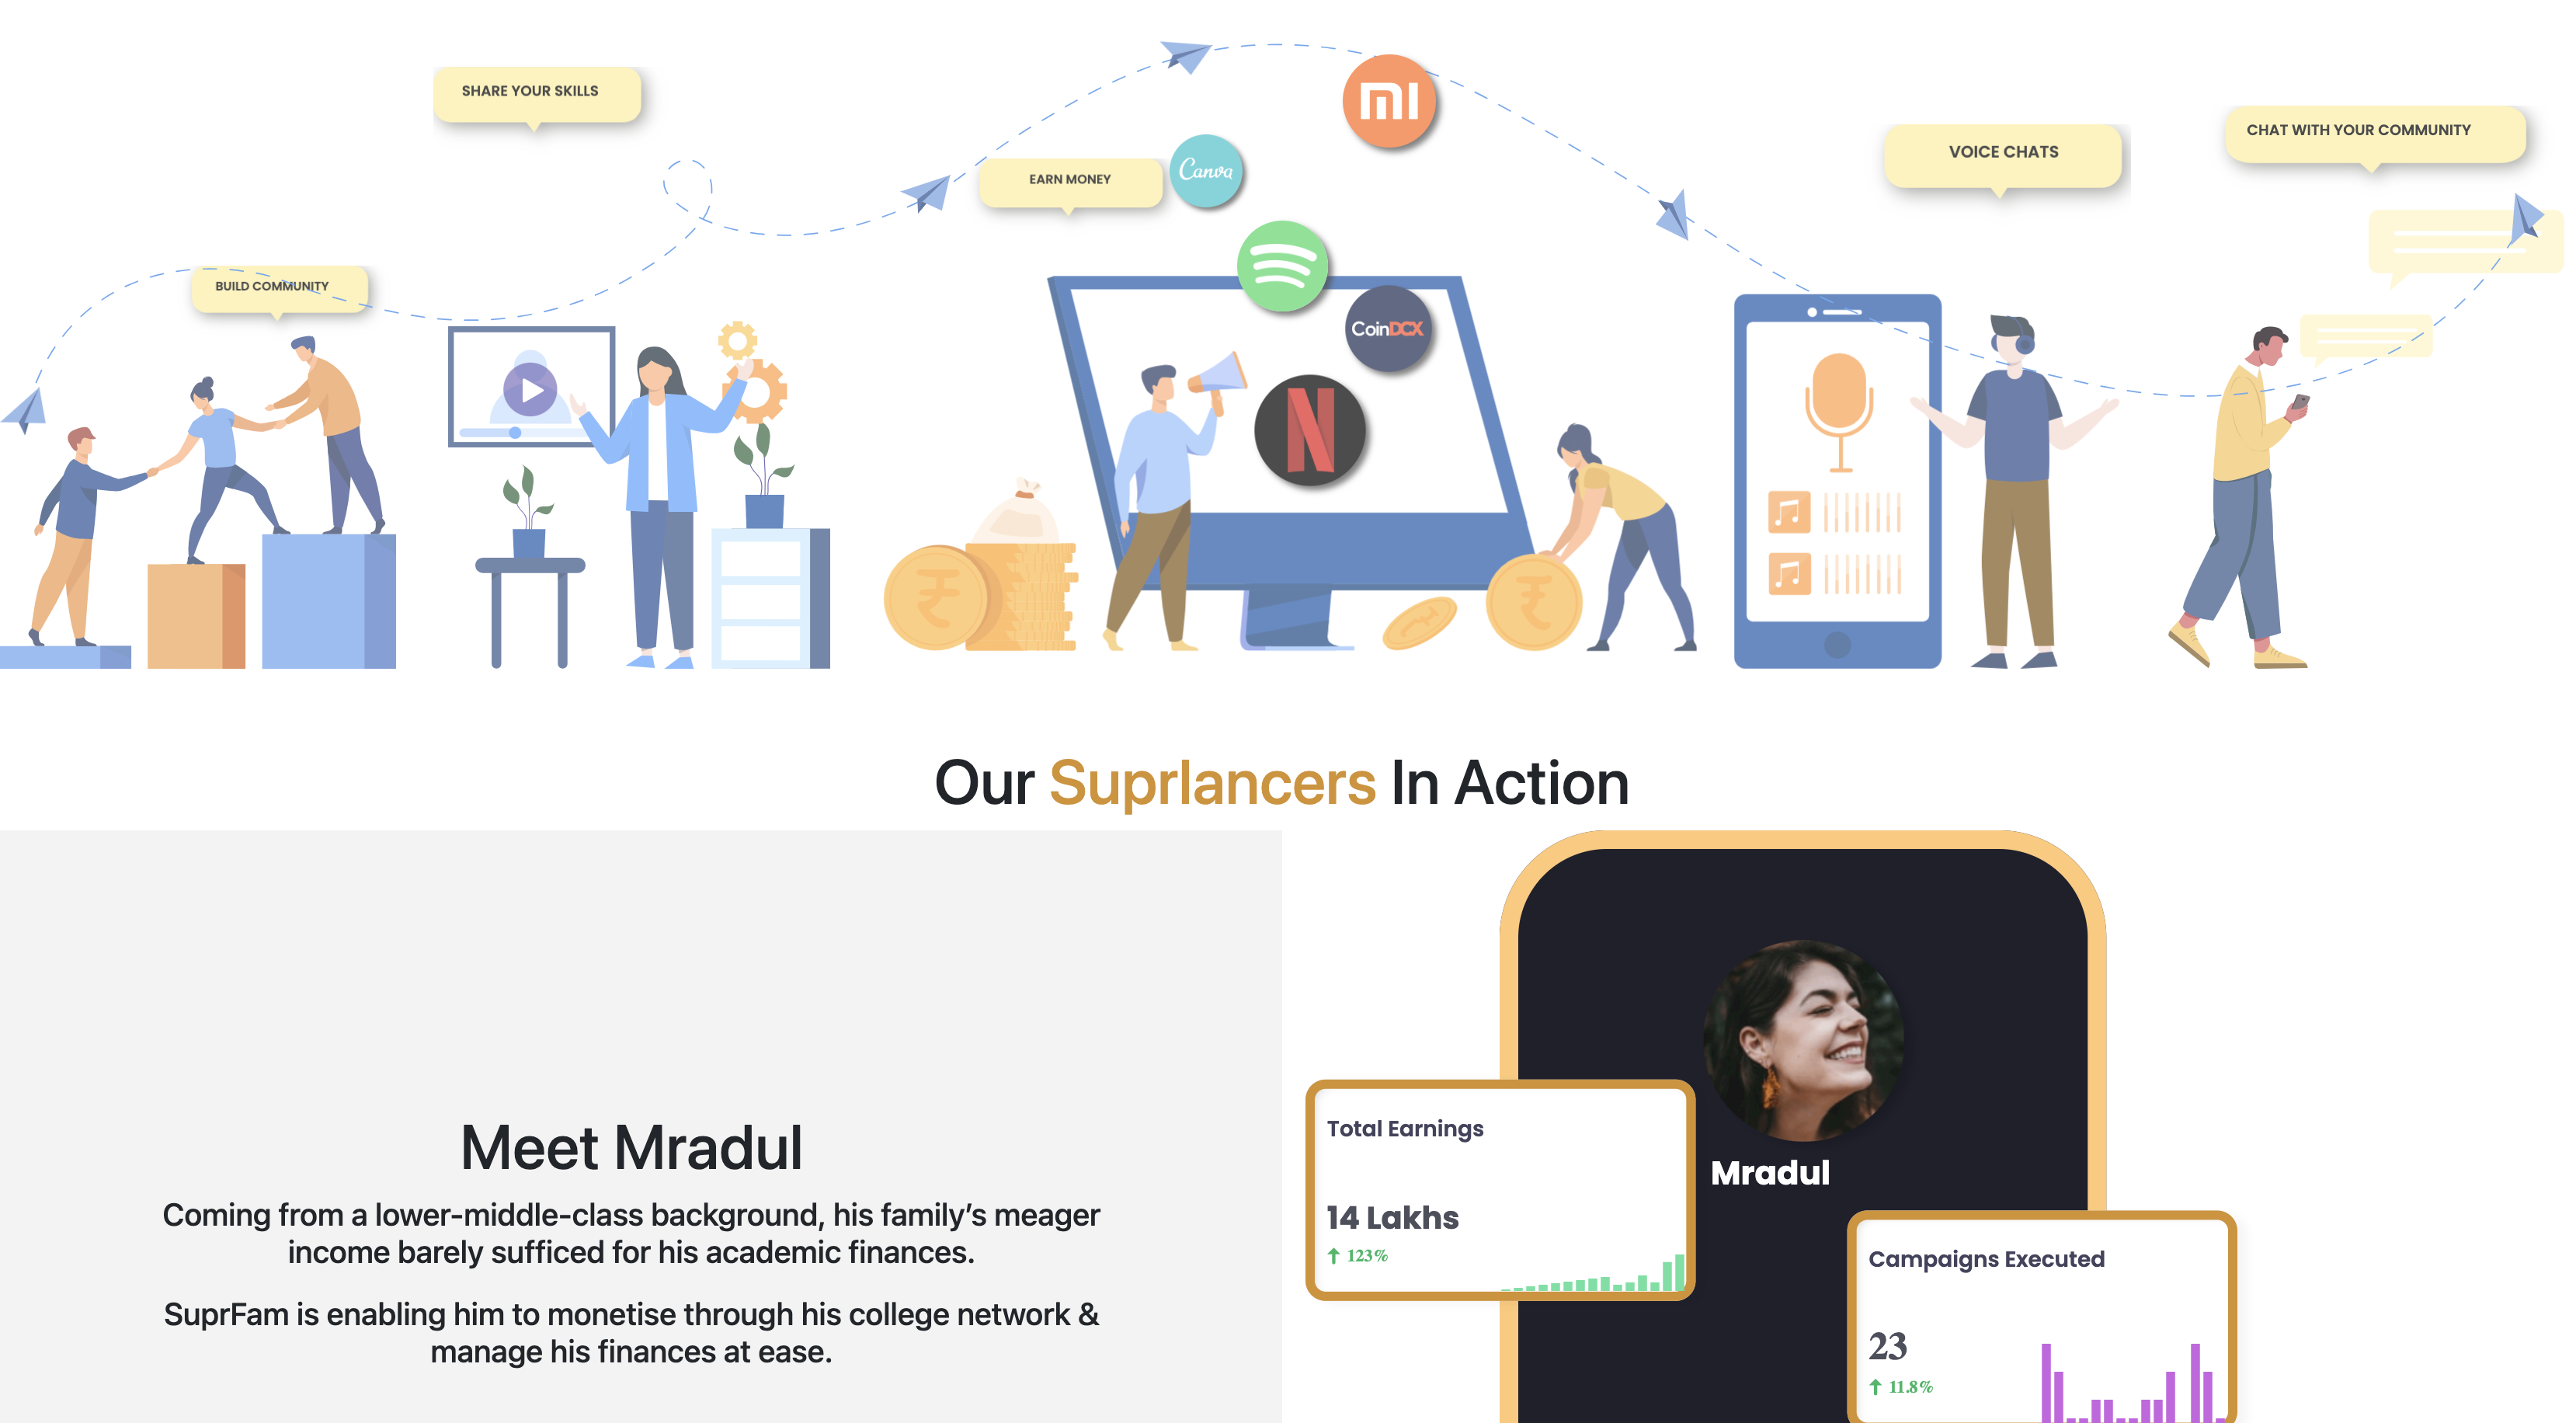 SHARE YOUR SKILLS
mi
CHAT WITH YOUR COMMUNITY
VOICE CHATS
Canva
EARN MONEY
BUILD COMMUNITY
CoinDCX
N
₹
₹
Our Suprlancers In Action
Meet Mradul
Coming from a lower-middle-class background, his family’s meager
income barely sufficed for his academic finances.
SuprFam is enabling him to monetise through his college network &
manage his finances at ease.
Total Earnings
14 Lakhs
↑ 123%
Mradul
Campaigns Executed
23
↑ 11.8%